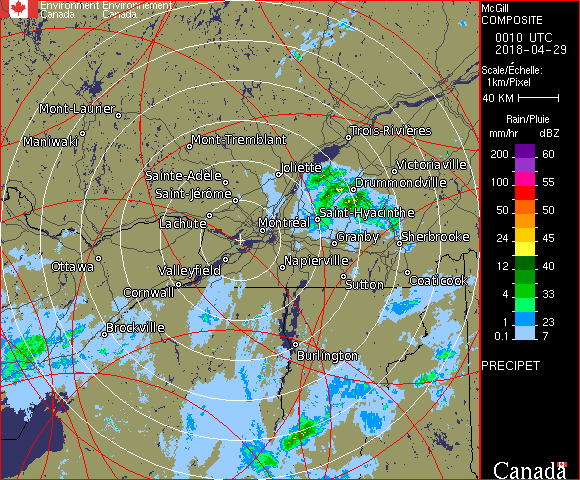 Environment Environnement
Canada Canada
McGill
COMPOSITE
0010 UTC
2018-04-29
Scale/Échelle:
1km/Pixel
40 KM
Rain/Pluie
mm/hr dBZ
200 60
100 55
50 50
24 45
12 40
4 33
1 23
0.1 7
PRECIPET
Canada
Mont-Laurier
Maniwaki
Mont-Tremblant
Trois-Rivières
Joliette
Victoriaville
Sainte-Adèle
Drummondville
Saint-Jérôme
Saint-Hyacinthe
Lachute
Montréal
Granby
Sherbrooke
Ottawa
Valleyfield
Napierville
Cornwall
Sutton
Coaticook
Brockville
Burlington